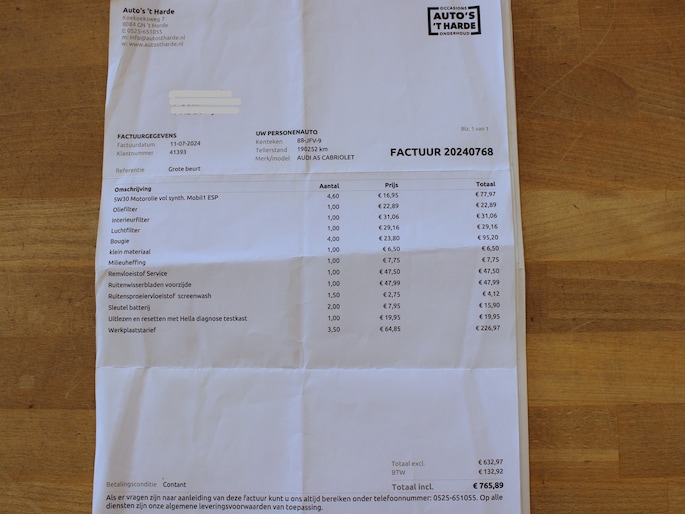 Auto's 't Harde
Koekoeksweg 7
8084 GN 't Harde
t: 0525-651055
m: info@autostharde.nl
w: www.autostharde.nl
OCCASIONS
AUTO'S
'T HARDE
ONDERHOUD
Blz. 1 van 1
FACTUURGEGEVENS
Factuurdatum 11-07-2024
Klantnummer 41393
Referentie Grote beurt
UW PERSONENAUTO
Kenteken 88-JFV-9
Tellerstand 190252 km
Merk/model AUDI A5 CABRIOLET
FACTUUR 20240768
Omschrijving Aantal Prijs Totaal
5W30 Motorolie vol synth. Mobil1 ESP 4,60 € 16,95 € 77,97
Oliefilter 1,00 € 22,89 € 22,89
Interieurfilter 1,00 € 31,06 € 31,06
Luchtfilter 1,00 € 29,16 € 29,16
Bougie 4,00 € 23,80 € 95,20
klein materiaal 1,00 € 6,50 € 6,50
Milieuheffing 1,00 € 7,75 € 7,75
Remvloeistof Service 1,00 € 47,50 € 47,50
Ruitenwisserbladen voorzijde 1,00 € 47,99 € 47,99
Ruitensproeiervloeistof screenwash 1,50 € 2,75 € 4,12
Sleutel batterij 2,00 € 7,95 € 15,90
Uitlezen en resetten met Hella diagnose testkast 1,00 € 19,95 € 19,95
Werkplaatstarief 3,50 € 64,85 € 226,97
Totaal excl. € 632,97
BTW € 132,92
Totaal incl. € 765,89
Betalingsconditie Contant
Als er vragen zijn naar aanleiding van deze factuur kunt u ons altijd bereiken onder telefoonnummer: 0525-651055. Op alle
diensten zijn onze algemene leveringsvoorwaarden van toepassing.